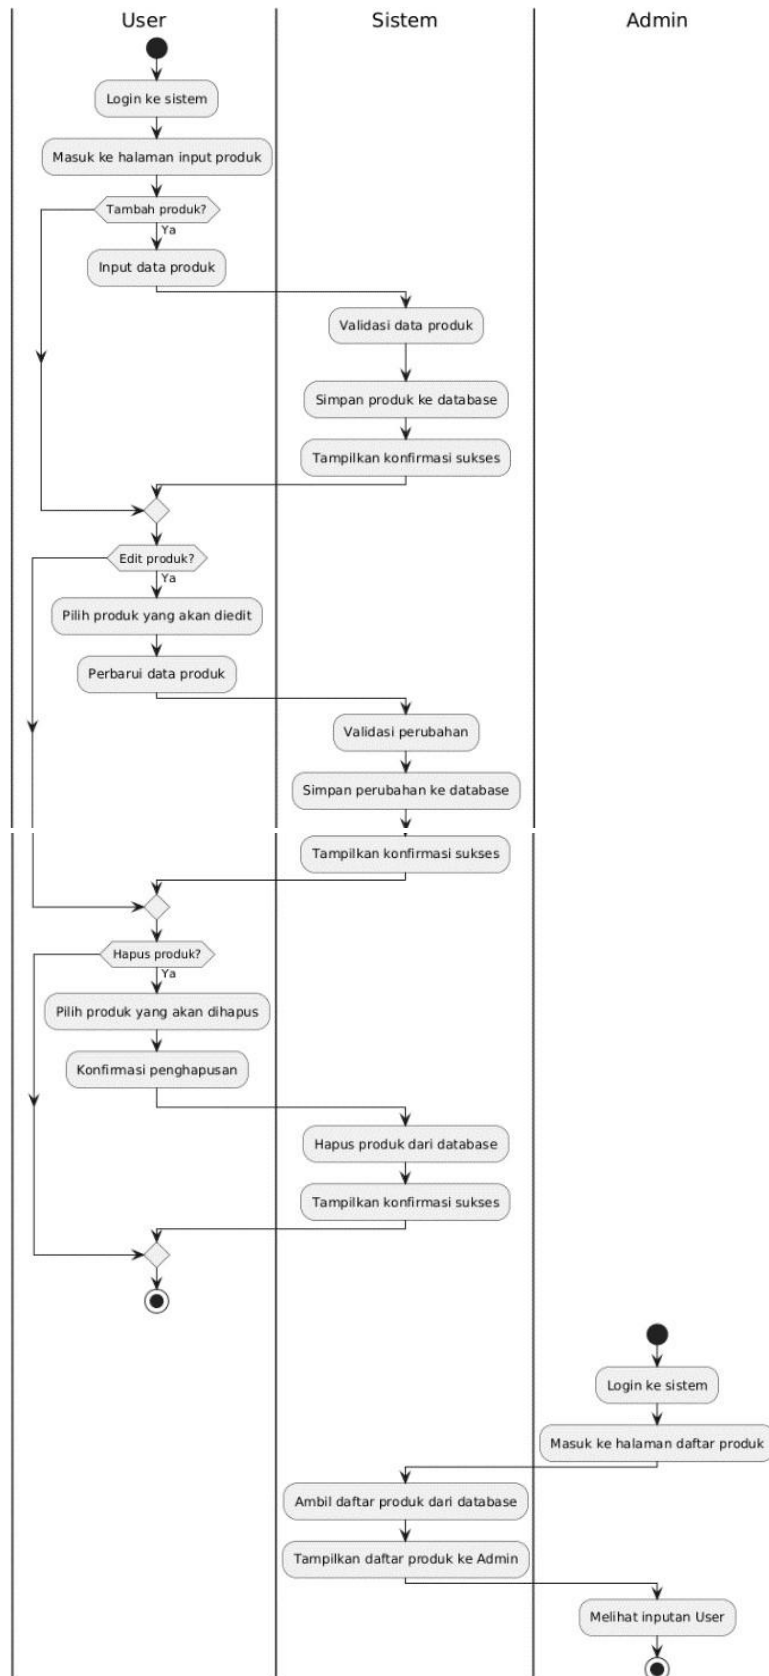 User
Sistem
Admin
Login ke sistem
Masuk ke halaman input produk
Tambah produk?
Ya
Input data produk
Validasi data produk
Simpan produk ke database
Tampilkan konfirmasi sukses
Edit produk?
Ya
Pilih produk yang akan diedit
Perbarui data produk
Validasi perubahan
Simpan perubahan ke database
Tampilkan konfirmasi sukses
Hapus produk?
Ya
Pilih produk yang akan dihapus
Konfirmasi penghapusan
Hapus produk dari database
Tampilkan konfirmasi sukses
Login ke sistem
Masuk ke halaman daftar produk
Ambil daftar produk dari database
Tampilkan daftar produk ke Admin
Melihat inputan User